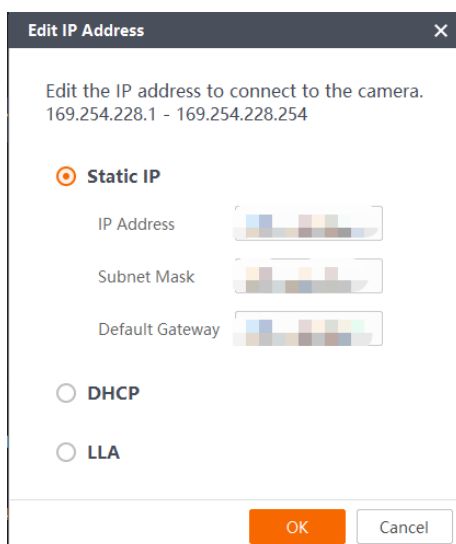 Edit IP Address
Edit the IP address to connect to the camera.
169.254.228.1 - 169.254.228.254
Static IP
IP Address
Subnet Mask
Default Gateway
DHCP
LLA
OK Cancel